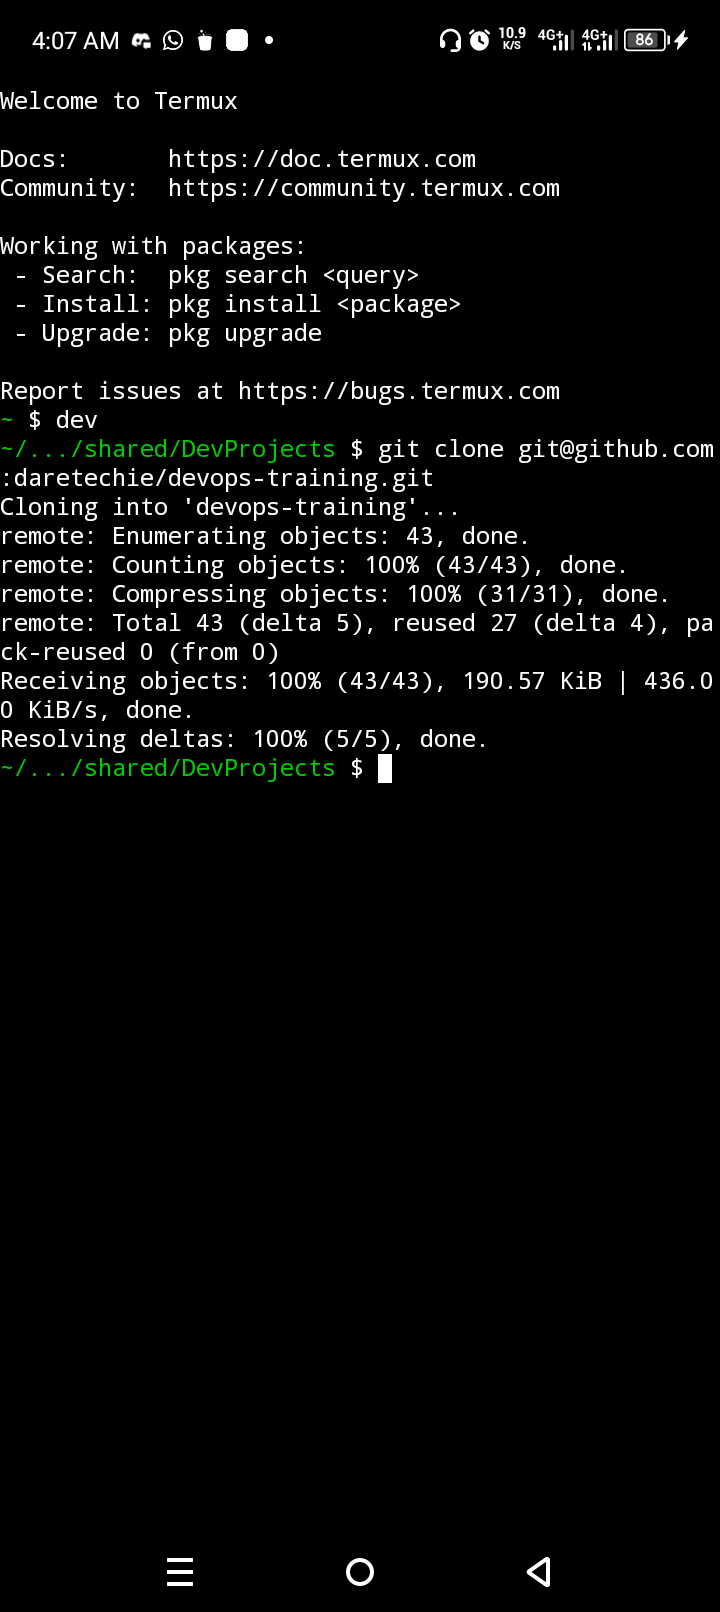 4:07 AM 10.9 K/S 4G+ 4G+ 86
Welcome to Termux
Docs:       https://doc.termux.com
Community:  https://community.termux.com
Working with packages:
 - Search:  pkg search <query>
 - Install: pkg install <package>
 - Upgrade: pkg upgrade
Report issues at https://bugs.termux.com
~ $ dev
~/.../shared/DevProjects $ git clone git@github.com
:daretechie/devops-training.git
Cloning into 'devops-training'...
remote: Enumerating objects: 43, done.
remote: Counting objects: 100% (43/43), done.
remote: Compressing objects: 100% (31/31), done.
remote: Total 43 (delta 5), reused 27 (delta 4), pa
ck-reused 0 (from 0)
Receiving objects: 100% (43/43), 190.57 KiB | 436.0
0 KiB/s, done.
Resolving deltas: 100% (5/5), done.
~/.../shared/DevProjects $